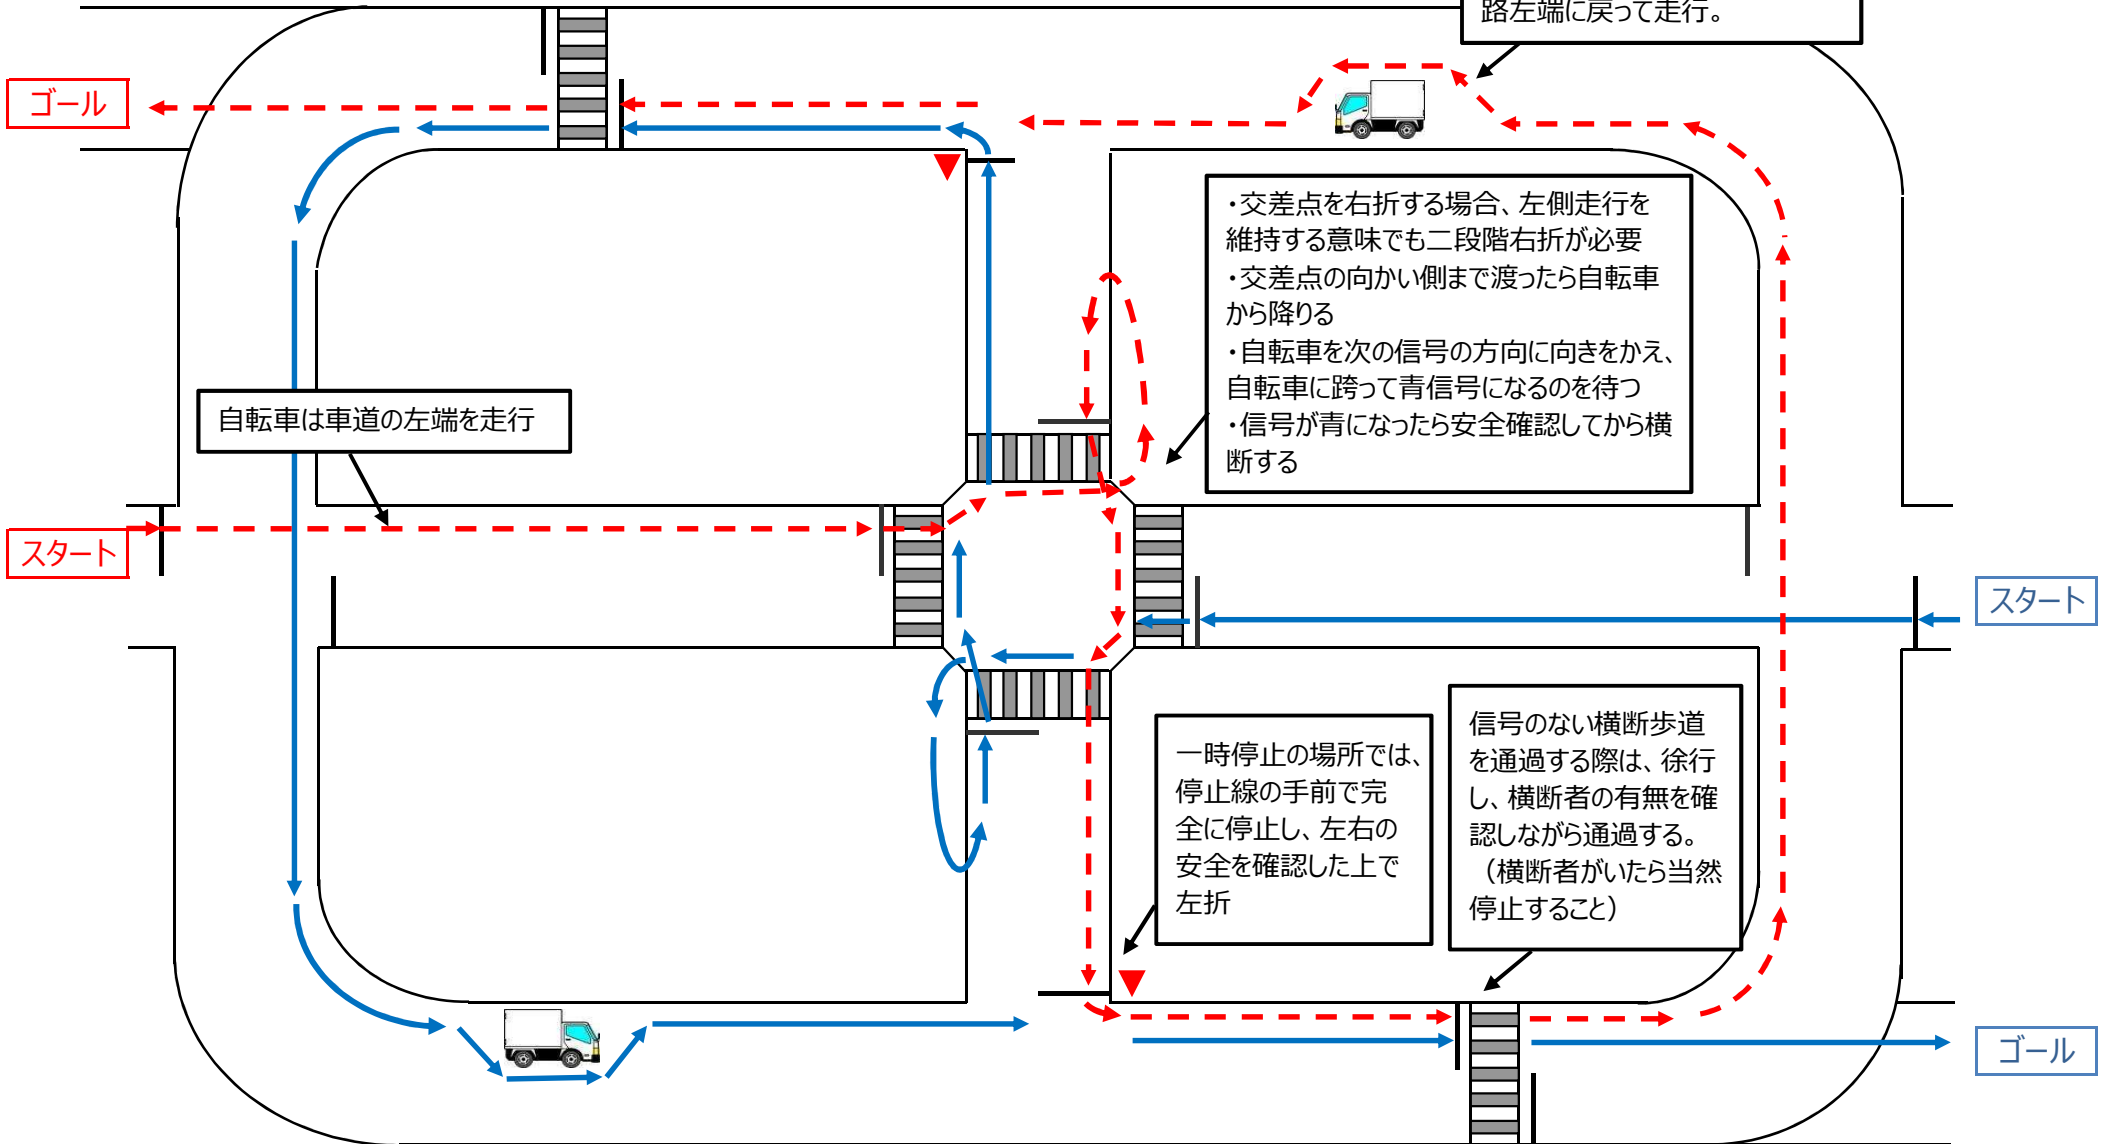 路左端に戻って走行。
ゴール
・交差点を右折する場合、左側走行を
維持する意味でも二段階右折が必要
・交差点の向かい側まで渡ったら自転車
から降りる
・自転車を次の信号の方向に向きをかえ、
自転車に跨って青信号になるのを待つ
・信号が青になったら安全確認してから横
断する
自転車は車道の左端を走行
スタート
スタート
一時停止の場所では、
停止線の手前で完
全に停止し、左右の
安全を確認した上で
左折
信号のない横断歩道
を通過する際は、徐行
し、横断者の有無を確
認しながら通過する。
（横断者がいたら当然
停止すること）
ゴール